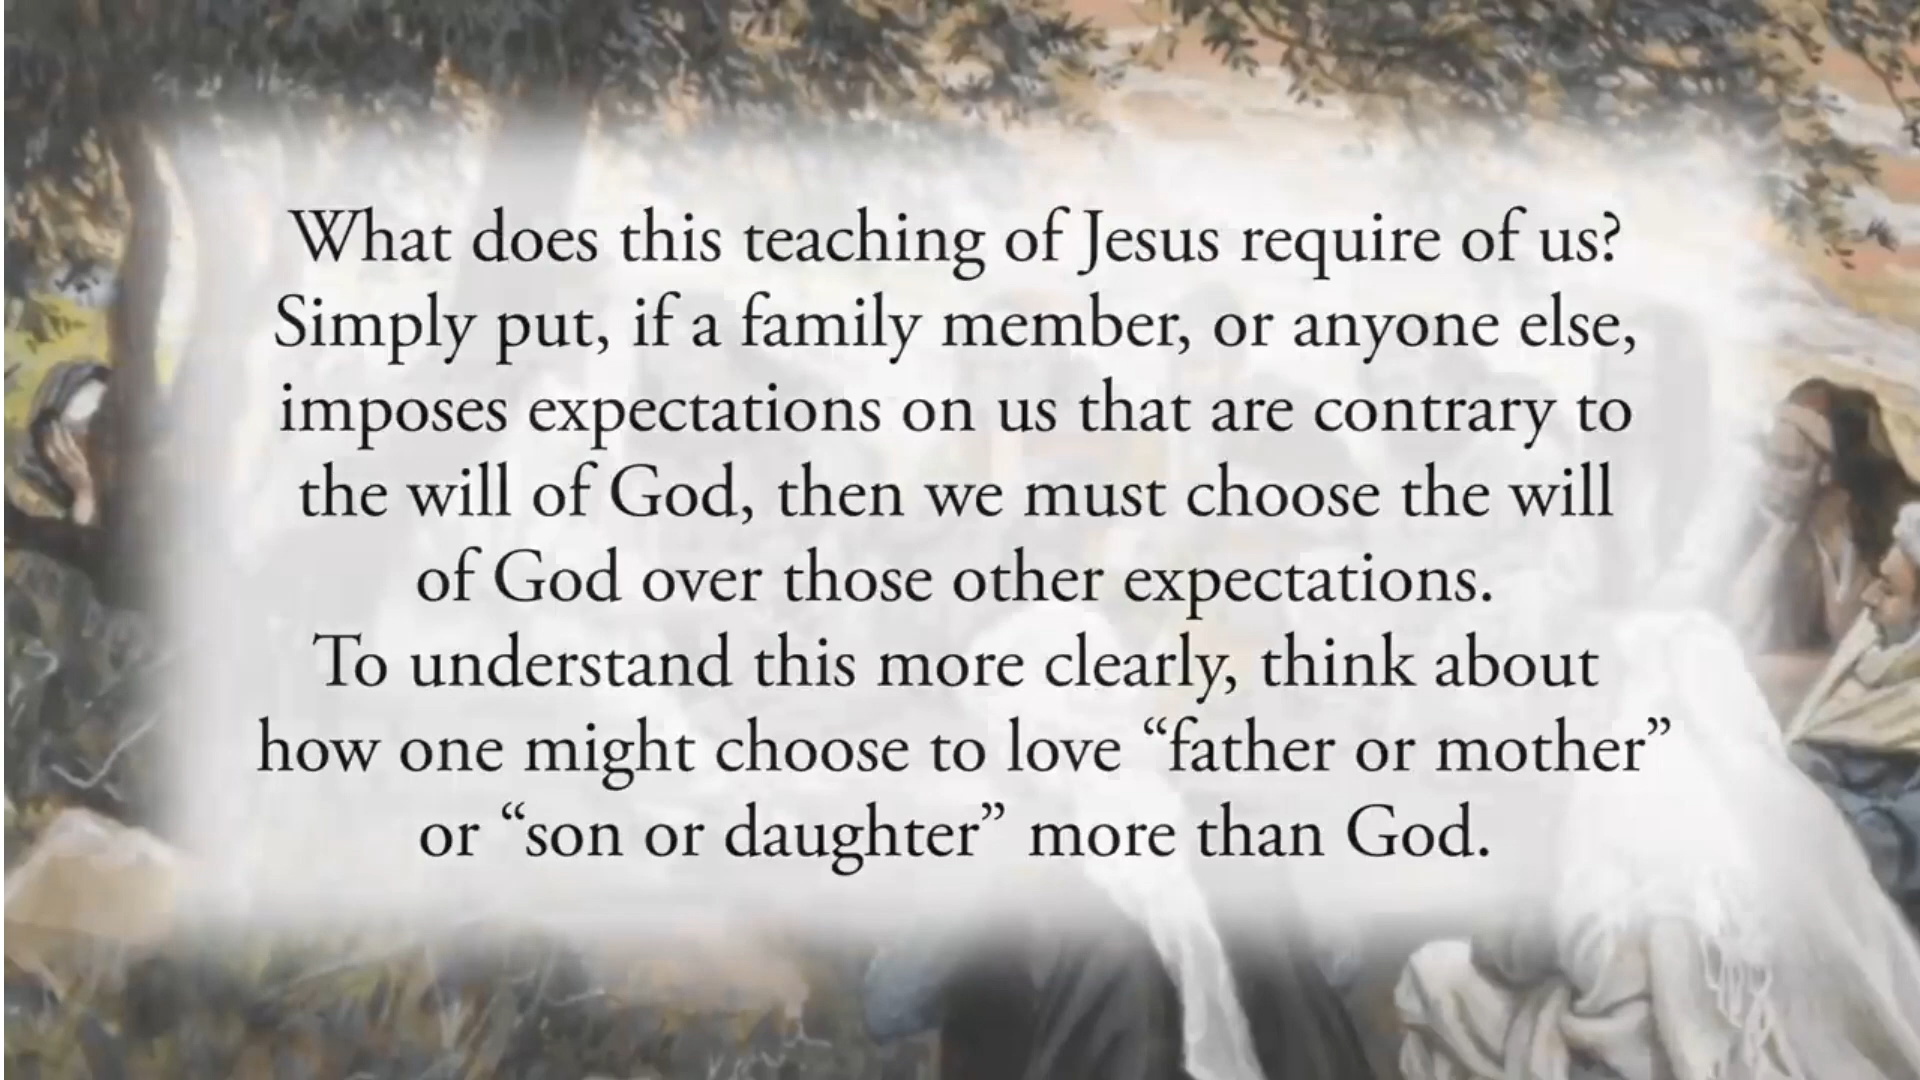 What does this teaching of Jesus require of us?
Simply put, if a family member, or anyone else,
imposes expectations on us that are contrary to
the will of God, then we must choose the will
of God over those other expectations.
To understand this more clearly, think about
how one might choose to love “father or mother”
or “son or daughter” more than God.